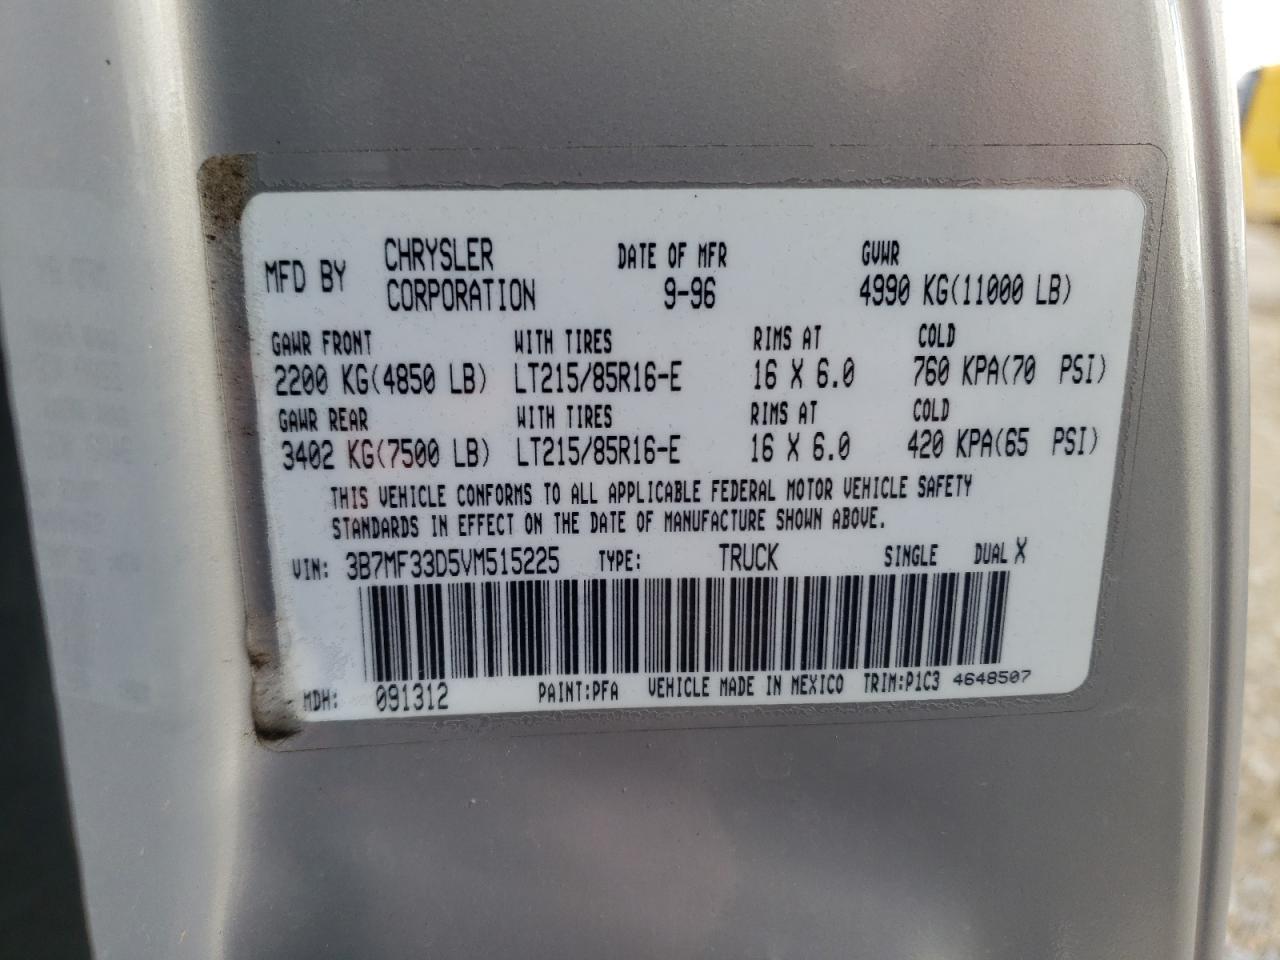 MFD BY CHRYSLER CORPORATION DATE OF MFR 9-96 GVWR 4990 KG(11000 LB)
GAWR FRONT WITH TIRES RIMS AT COLD
2200 KG(4850 LB) LT215/85R16-E 16 X 6.0 760 KPA(70 PSI)
GAWR REAR WITH TIRES RIMS AT COLD
3402 KG(7500 LB) LT215/85R16-E 16 X 6.0 420 KPA(65 PSI)
THIS VEHICLE CONFORMS TO ALL APPLICABLE FEDERAL MOTOR VEHICLE SAFETY
STANDARDS IN EFFECT ON THE DATE OF MANUFACTURE SHOWN ABOVE.
VIN: 3B7MF33D5VM515225 TYPE: TRUCK SINGLE DUAL X
MDH: 091312 PAINT:PFA VEHICLE MADE IN MEXICO TRIM:P1C3 4648507